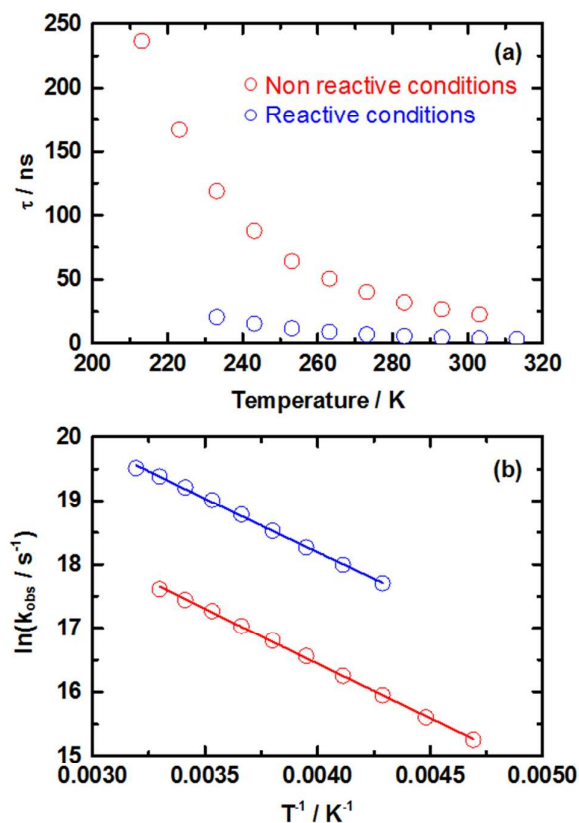 250
200
150
100
50
0
τ / ns
(a)
Non reactive conditions
Reactive conditions
200 220 240 260 280 300 320
Temperature / K
20
19
18
17
16
15
ln(k_obs / s⁻¹)
(b)
0.0030 0.0035 0.0040 0.0045 0.0050
T⁻¹ / K⁻¹